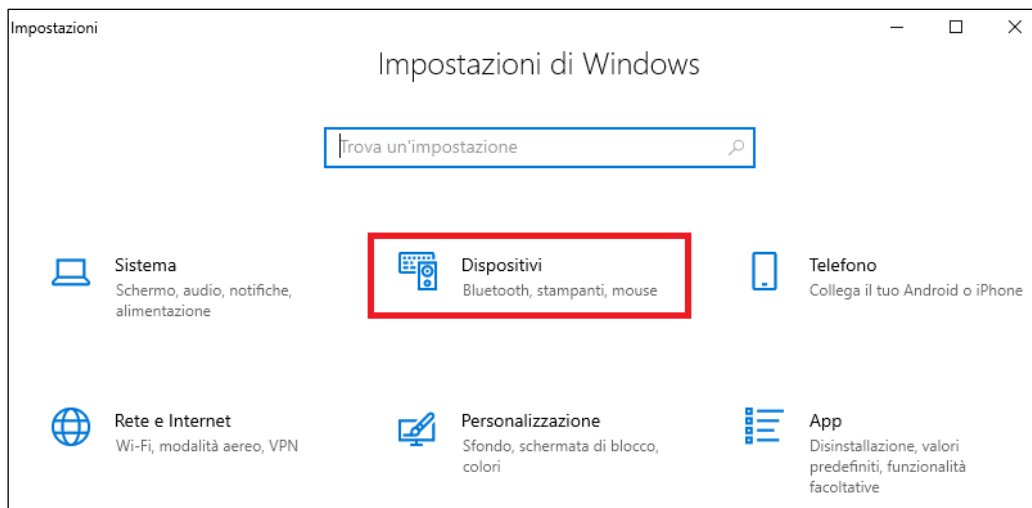 Impostazioni
Impostazioni di Windows
Trova un'impostazione
Sistema
Schermo, audio, notifiche,
alimentazione
Dispositivi
Bluetooth, stampanti, mouse
Telefono
Collega il tuo Android o iPhone
Rete e Internet
Wi-Fi, modalità aereo, VPN
Personalizzazione
Sfondo, schermata di blocco,
colori
App
Disinstallazione, valori
predefiniti, funzionalità
facoltative